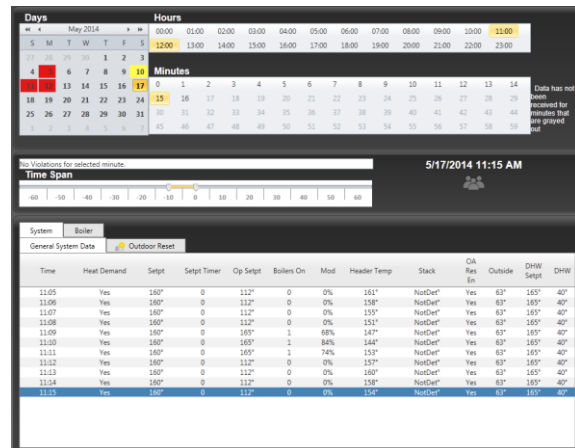 Days
May 2014
S M T W T F S
27 28 29 30 1 2 3
4 5 6 7 8 9 10
11 12 13 14 15 16 17
18 19 20 21 22 23 24
25 26 27 28 29 30 31
1 2 3 4 5 6 7
Hours
00:00 01:00 02:00 03:00 04:00 05:00 06:00 07:00 08:00 09:00 10:00 11:00
12:00 13:00 14:00 15:00 16:00 17:00 18:00 19:00 20:00 21:00 22:00 23:00
Minutes
0 1 2 3 4 5 6 7 8 9 10 11 12 13 14
15 16 17 18 19 20 21 22 23 24 25 26 27 28 29
30 31 32 33 34 35 36 37 38 39 40 41 42 43 44
45 46 47 48 49 50 51 52 53 54 55 56 57 58 59
Data has not
been
received for
minutes that
are grayed
out
No Violations for selected minute.
5/17/2014 11:15 AM
Time Span
-60 -50 -40 -30 -20 -10 0 10 20 30 40 50 60
System Boiler
General System Data Outdoor Reset
Time Heat Demand Setpt Setpt Timer Op Setpt Boilers On Mod Header Temp Stack OA Res En Outside DHW Setpt DHW
11:05 Yes 160° 0 112° 0 0% 161° NotDet° Yes 63° 165° 40°
11:06 Yes 160° 0 112° 0 0% 158° NotDet° Yes 63° 165° 40°
11:07 Yes 160° 0 112° 0 0% 155° NotDet° Yes 63° 165° 40°
11:08 Yes 160° 0 112° 0 0% 151° NotDet° Yes 63° 165° 40°
11:09 Yes 160° 0 165° 1 68% 147° NotDet° Yes 63° 165° 40°
11:10 Yes 160° 0 165° 1 84% 144° NotDet° Yes 63° 165° 40°
11:11 Yes 160° 0 165° 1 74% 153° NotDet° Yes 63° 165° 40°
11:12 Yes 160° 0 112° 0 0% 157° NotDet° Yes 63° 165° 40°
11:13 Yes 160° 0 112° 0 0% 160° NotDet° Yes 63° 165° 40°
11:14 Yes 160° 0 112° 0 0% 158° NotDet° Yes 63° 165° 40°
11:15 Yes 160° 0 112° 0 0% 154° NotDet° Yes 63° 165° 40°